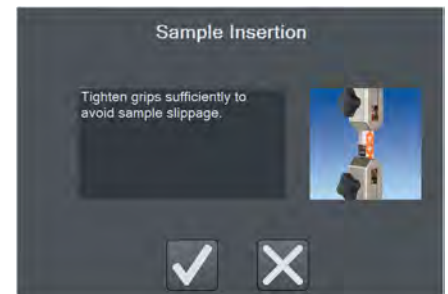 Sample Insertion
Tighten grips sufficiently to
avoid sample slippage.